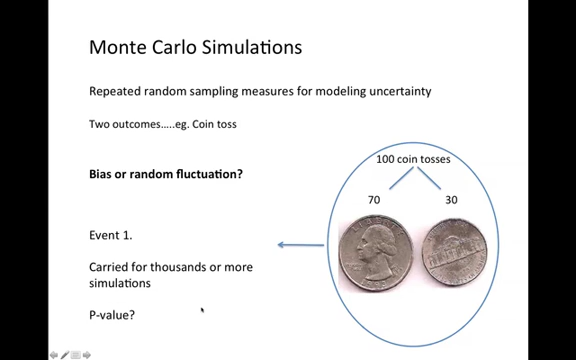 Monte Carlo Simulations
Repeated random sampling measures for modeling uncertainty
Two outcomes.....eg. Coin toss
Bias or random fluctuation?
100 coin tosses
70 30
LIBERTY
Event 1.
Carried for thousands or more
simulations
P-value?